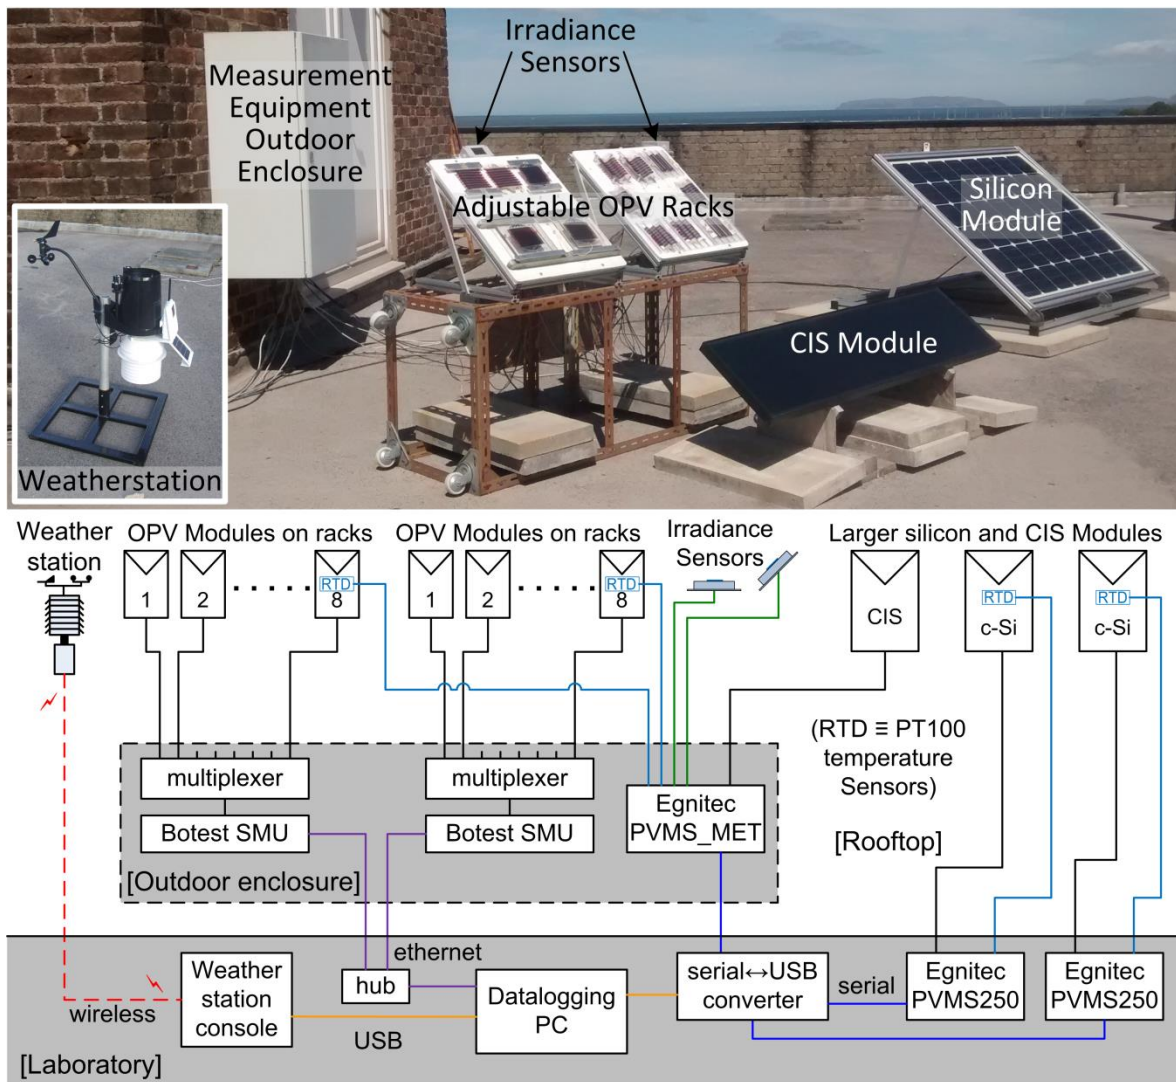 Irradiance
Sensors
Measurement
Equipment
Outdoor
Enclosure
Adjustable OPV Racks
Silicon
Module
CIS Module
Weatherstation
Weather
station
OPV Modules on racks
OPV Modules on racks
Irradiance
Sensors
Larger silicon and CIS Modules
1
2
RTD
8
1
2
RTD
8
CIS
RTD
c-Si
RTD
c-Si
(RTD ≡ PT100
temperature
Sensors)
multiplexer
multiplexer
Egnitec
PVMS_MET
Botest SMU
Botest SMU
[Rooftop]
[Outdoor enclosure]
ethernet
Weather
station
console
hub
Datalogging
PC
serial↔USB
converter
serial
Egnitec
PVMS250
Egnitec
PVMS250
wireless
USB
[Laboratory]